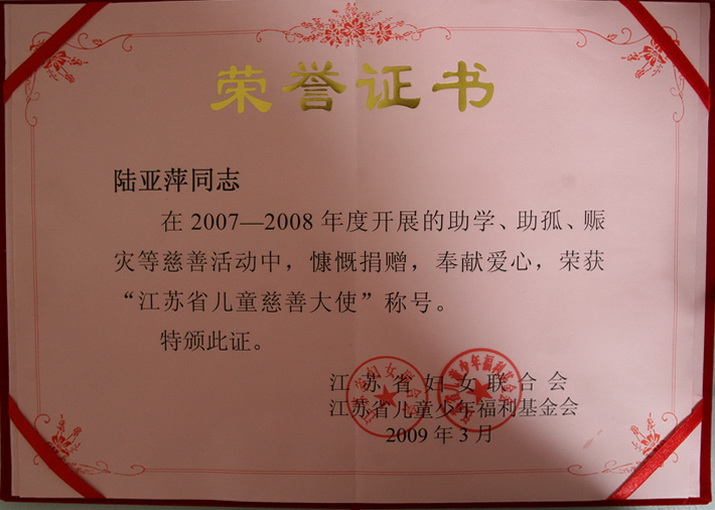 荣誉证书
陆亚萍同志
在2007—2008年度开展的助学、助孤、赈
灾等慈善活动中，慷慨捐赠，奉献爱心，荣获
“江苏省儿童慈善大使”称号。
特颁此证。
江苏省妇女联合会
江苏省儿童少年福利基金会
2009年3月